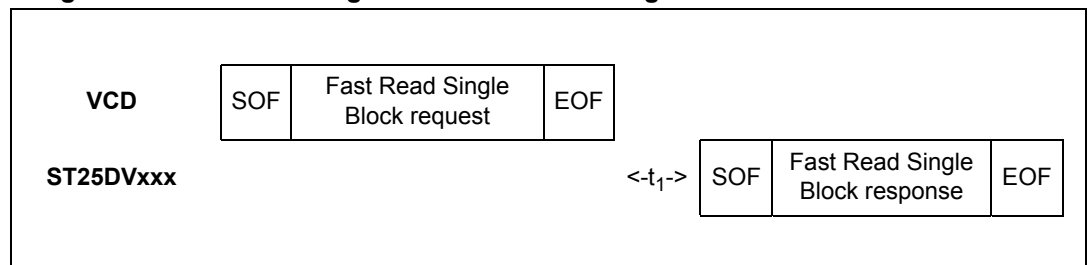 VCD
SOF
Fast Read Single
Block request
EOF
ST25DVxxx
<-t1->
SOF
Fast Read Single
Block response
EOF